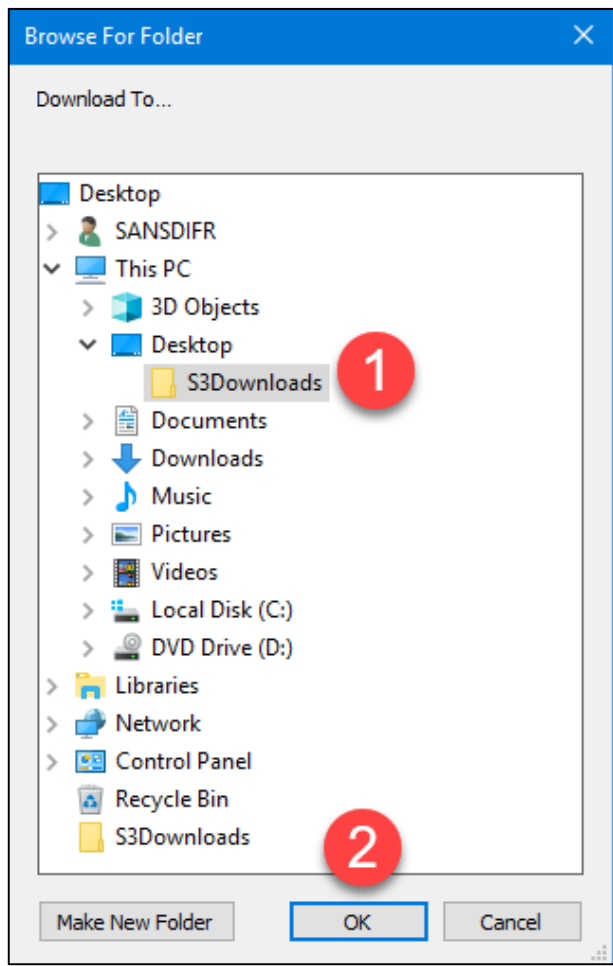 Browse For Folder
Download To...
Desktop
SANSDIFR
This PC
3D Objects
Desktop
S3Downloads
1
Documents
Downloads
Music
Pictures
Videos
Local Disk (C:)
DVD Drive (D:)
Libraries
Network
Control Panel
Recycle Bin
S3Downloads
2
Make New Folder OK Cancel